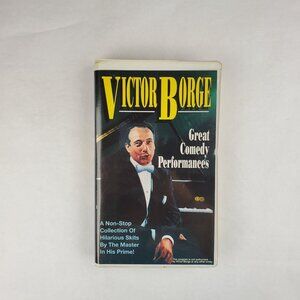 VICTOR BORGE
Great
Comedy
Performances
A Non-Stop
Collection Of
Hilarious Skits
By The Master
In His Prime!